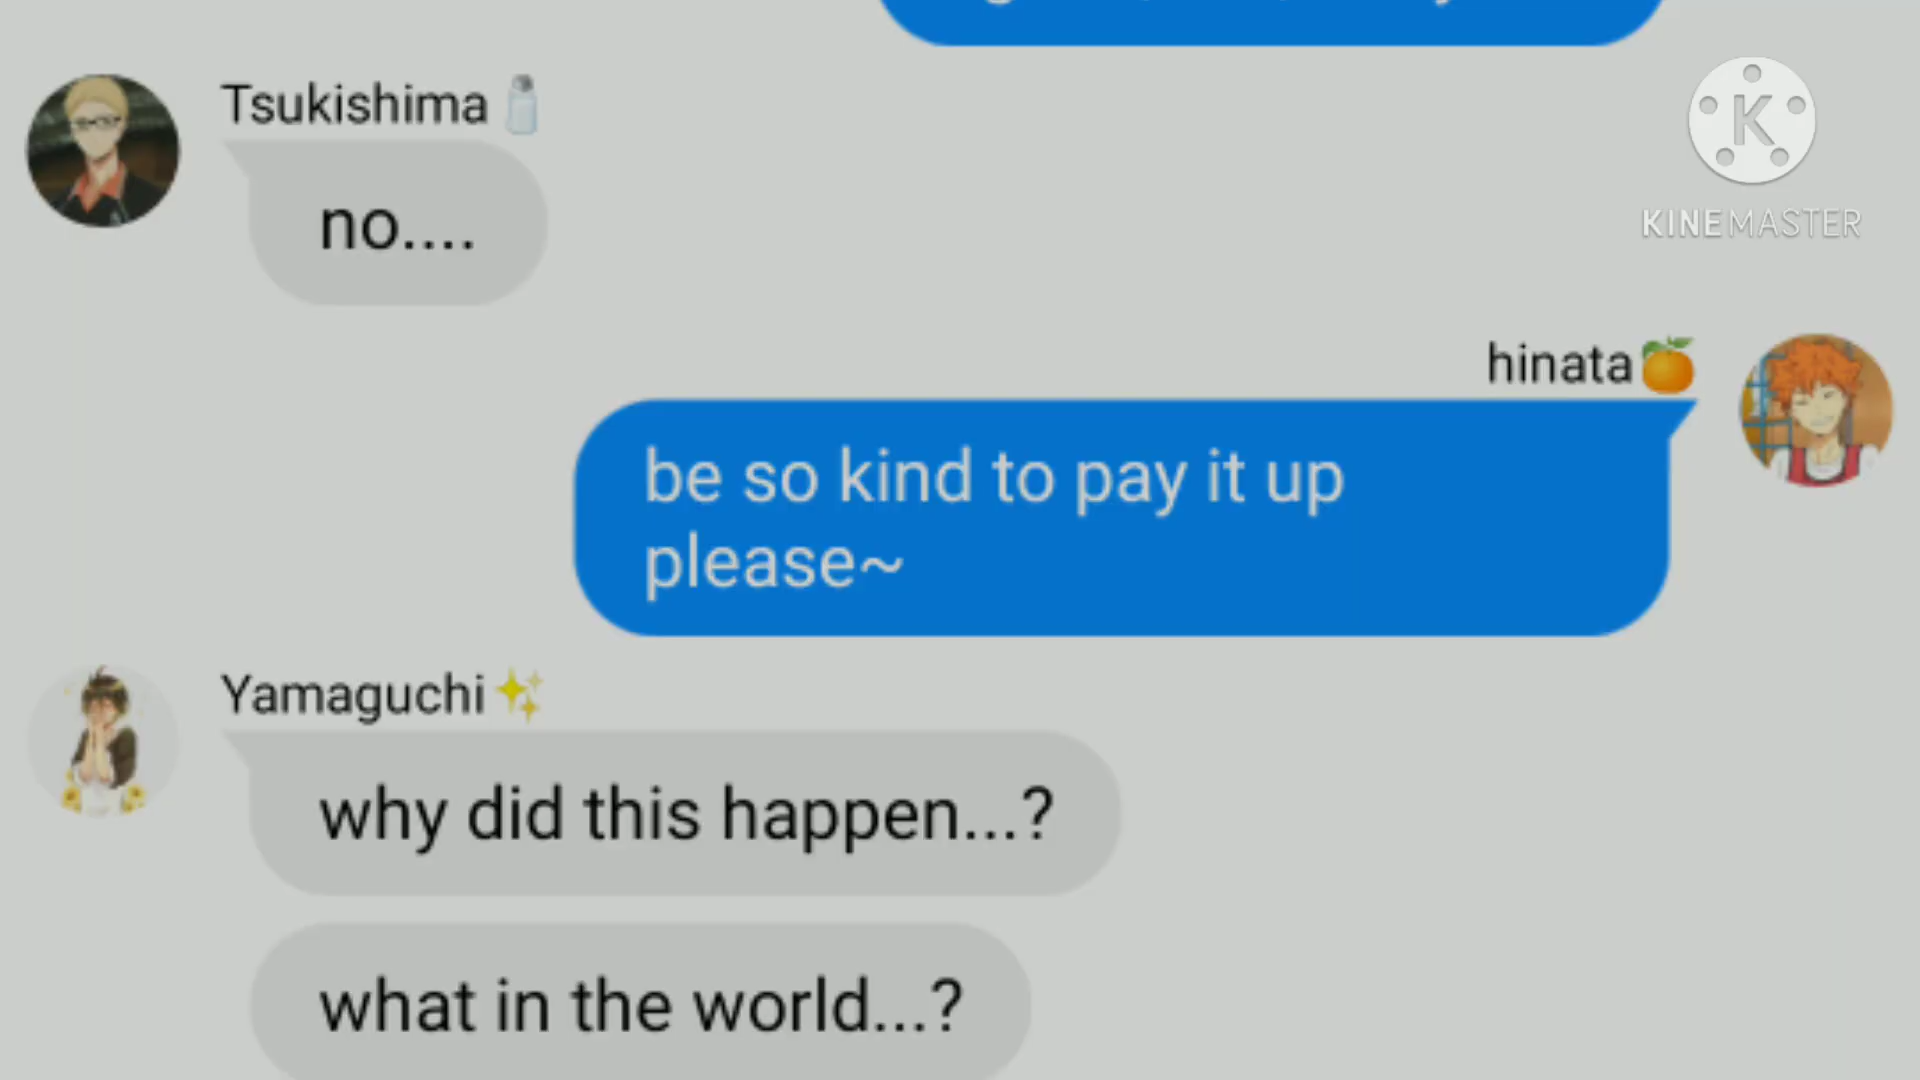 Tsukishima🧂
no....
KINEMASTER
hinata🍊
be so kind to pay it up
please~
Yamaguchi✨
why did this happen...?
what in the world...?